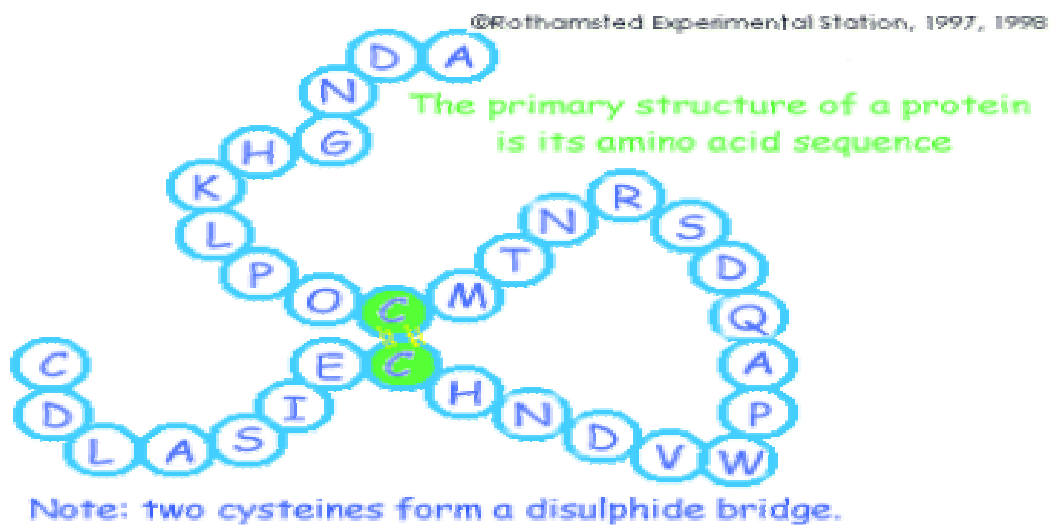 ©Rothamsted Experimental Station, 1997, 1998
D A
N
The primary structure of a protein
is its amino acid sequence
H G
K
L
P
O C M T N R S D Q A P W V D N H C E I S A L D C
Note: two cysteines form a disulphide bridge.